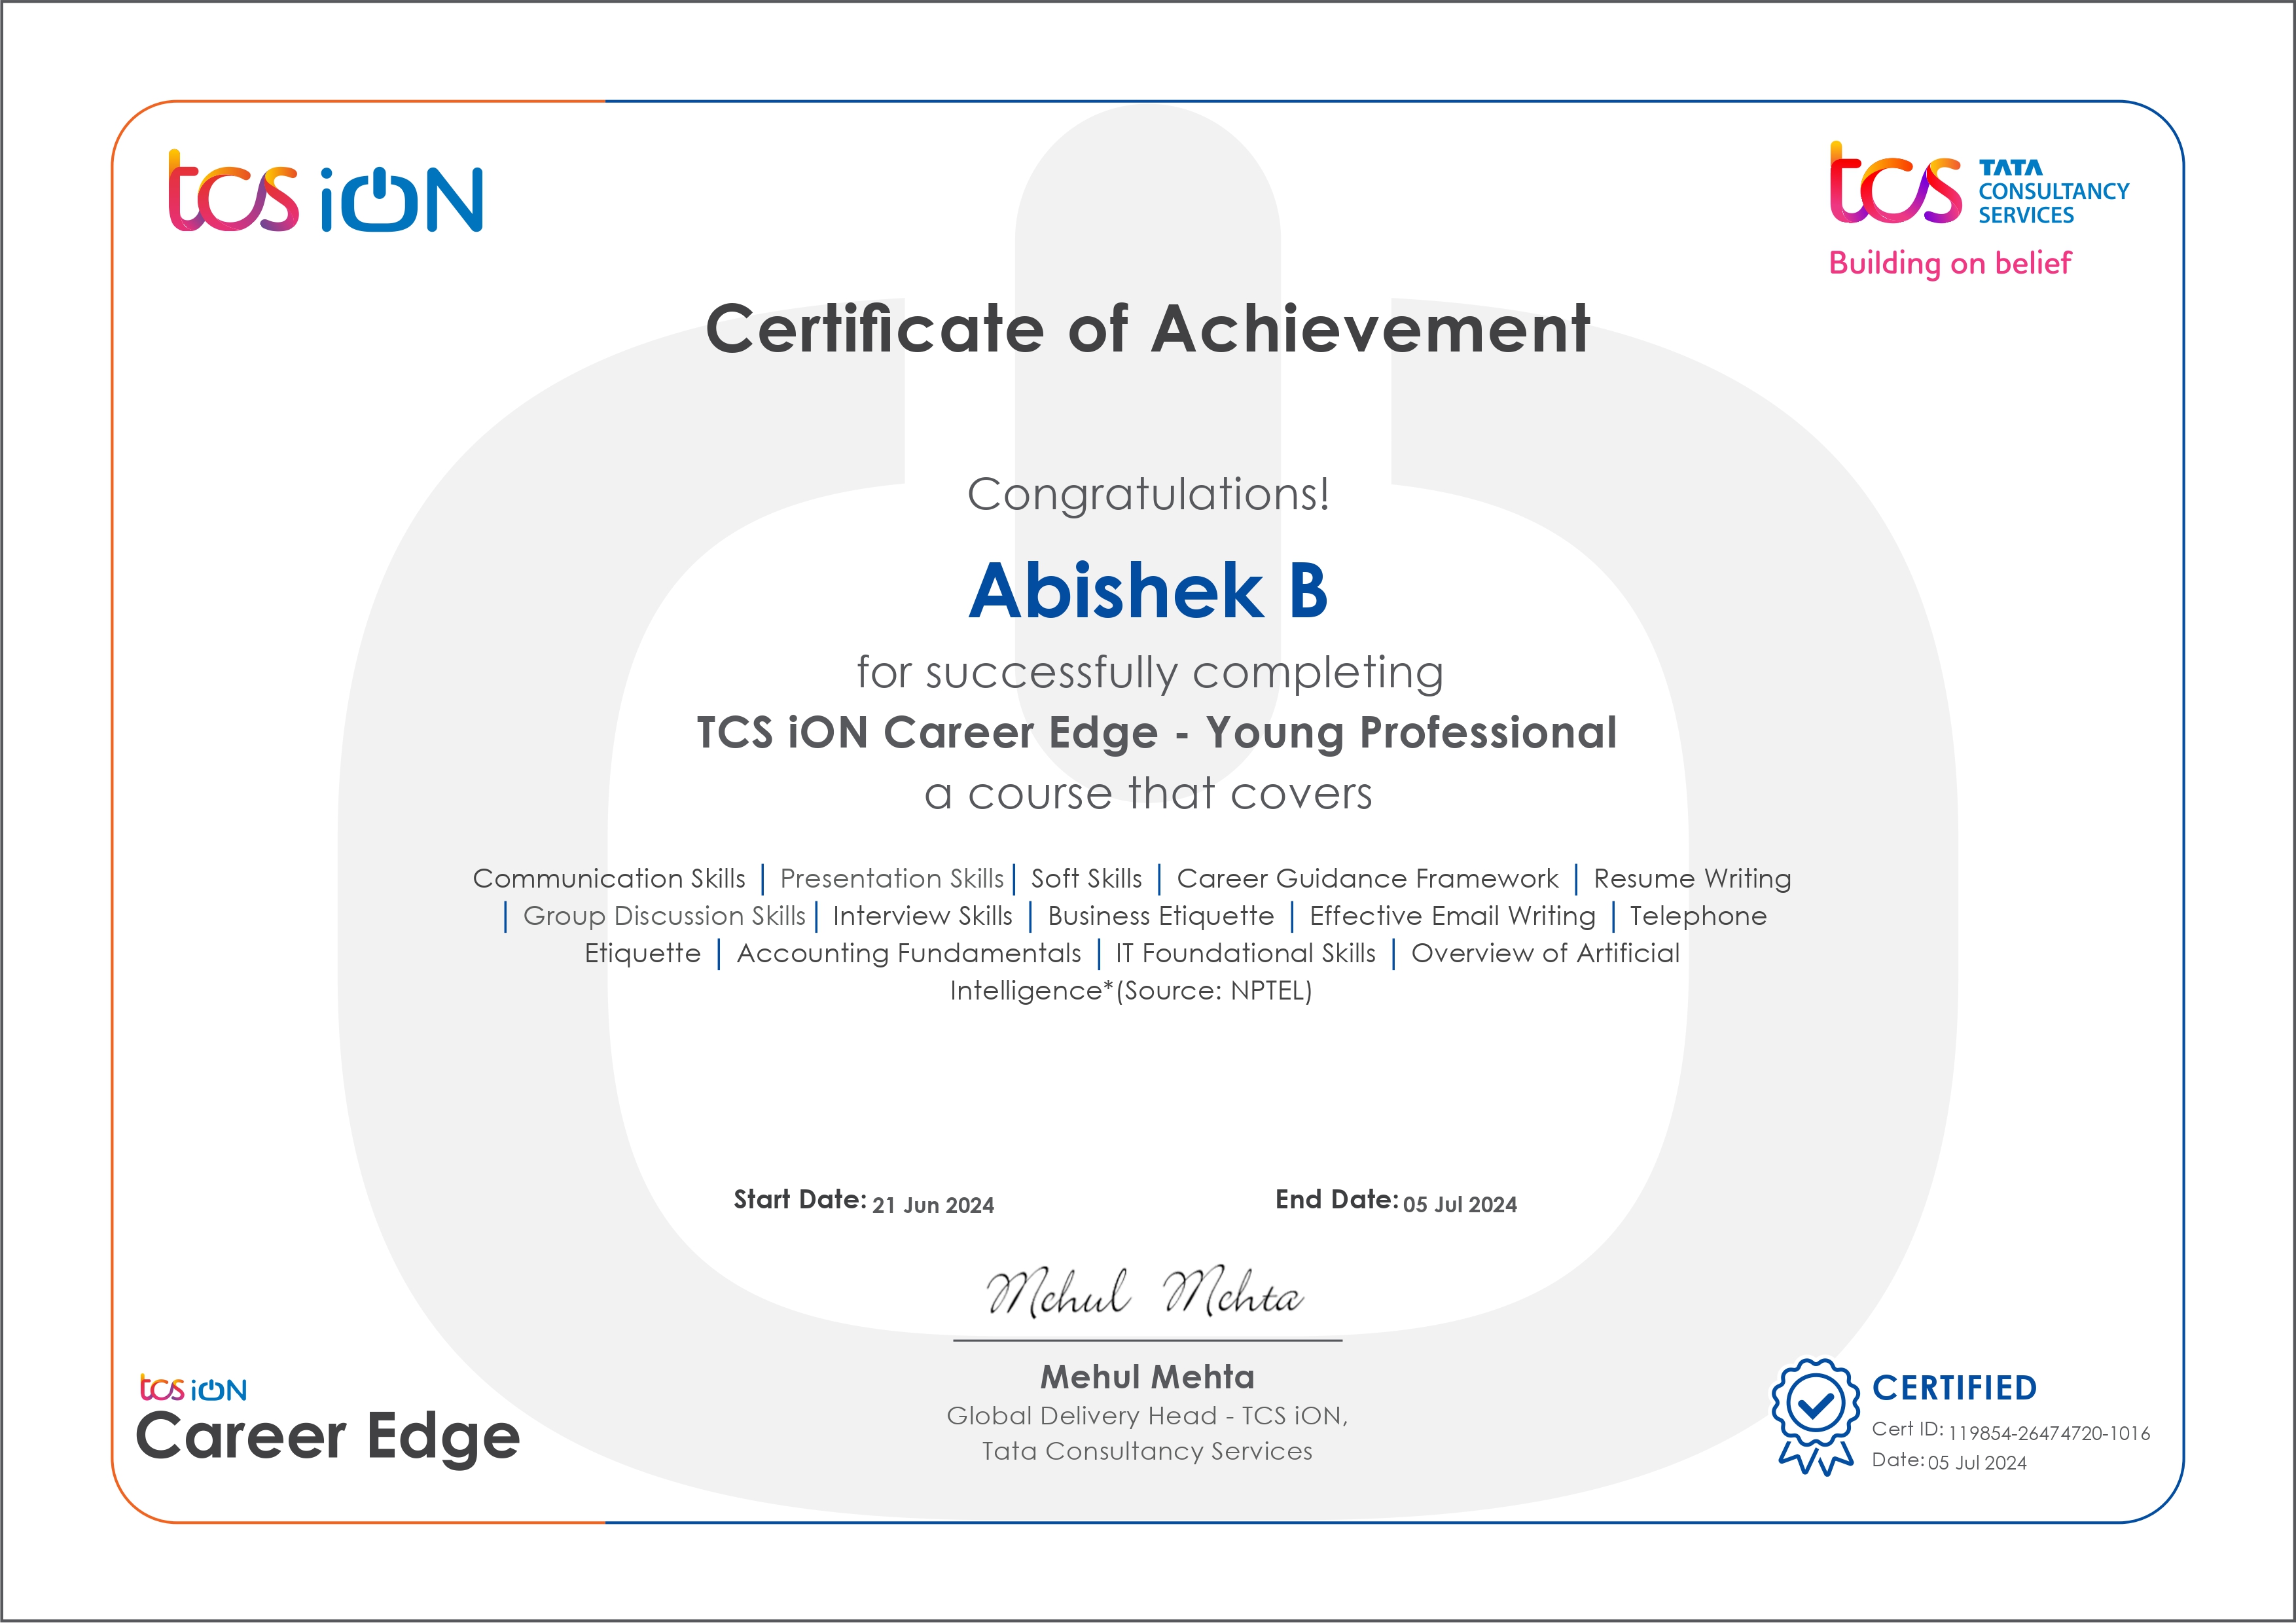 tcs iON
tcs TATA
CONSULTANCY
SERVICES
Building on belief
Certificate of Achievement
Congratulations!
Abishek B
for successfully completing
TCS iON Career Edge - Young Professional
a course that covers
Communication Skills | Presentation Skills | Soft Skills | Career Guidance Framework | Resume Writing
| Group Discussion Skills | Interview Skills | Business Etiquette | Effective Email Writing | Telephone
Etiquette | Accounting Fundamentals | IT Foundational Skills | Overview of Artificial
Intelligence*(Source: NPTEL)
Start Date: 21 Jun 2024
End Date: 05 Jul 2024
Mehul Mehta
Mehul Mehta
Global Delivery Head - TCS iON,
Tata Consultancy Services
tcs iON
Career Edge
CERTIFIED
Cert ID: 119854-26474720-1016
Date: 05 Jul 2024